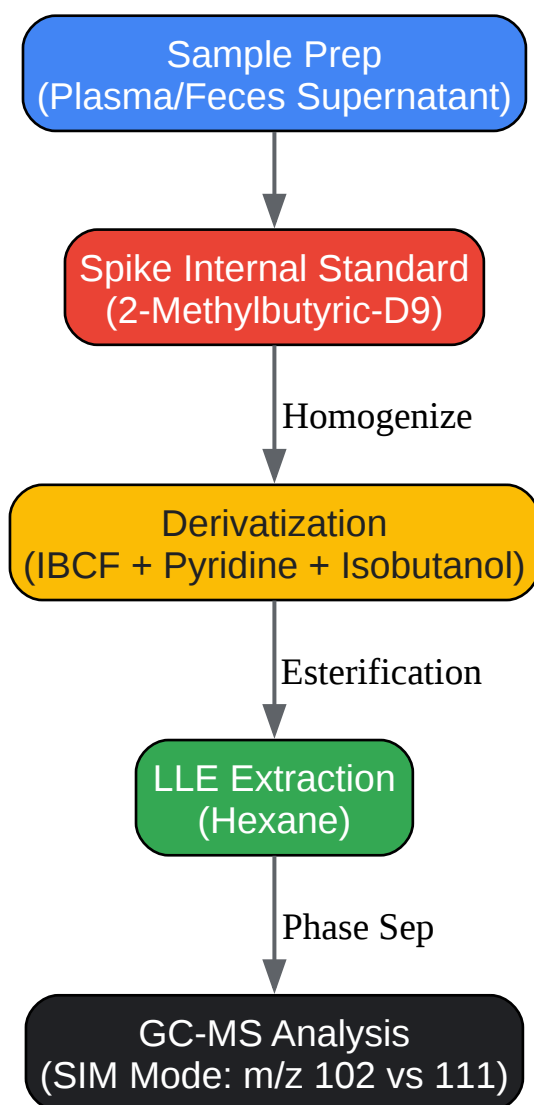 Sample Prep
(Plasma/Feces Supernatant)
Spike Internal Standard
(2-Methylbutyric-D9)
Homogenize
Derivatization
(IBCF + Pyridine + Isobutanol)
Esterification
LLE Extraction
(Hexane)
Phase Sep
GC-MS Analysis
(SIM Mode: m/z 102 vs 111)